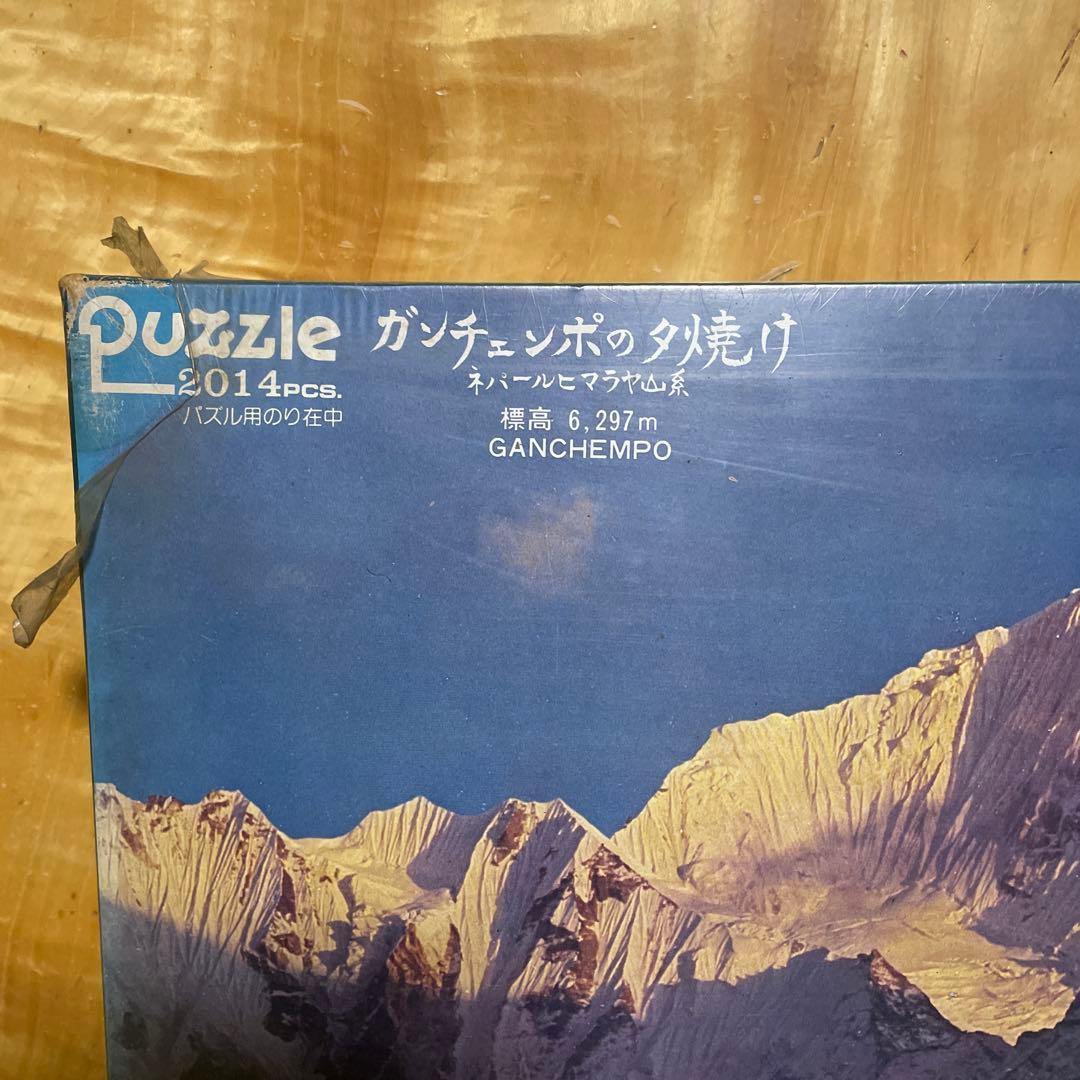 Puzzle
2014PCS.
パズル用のり在中
ガンチェンポの夕焼け
ネパールヒマラヤ山系
標高 6,297m
GANCHEMPO